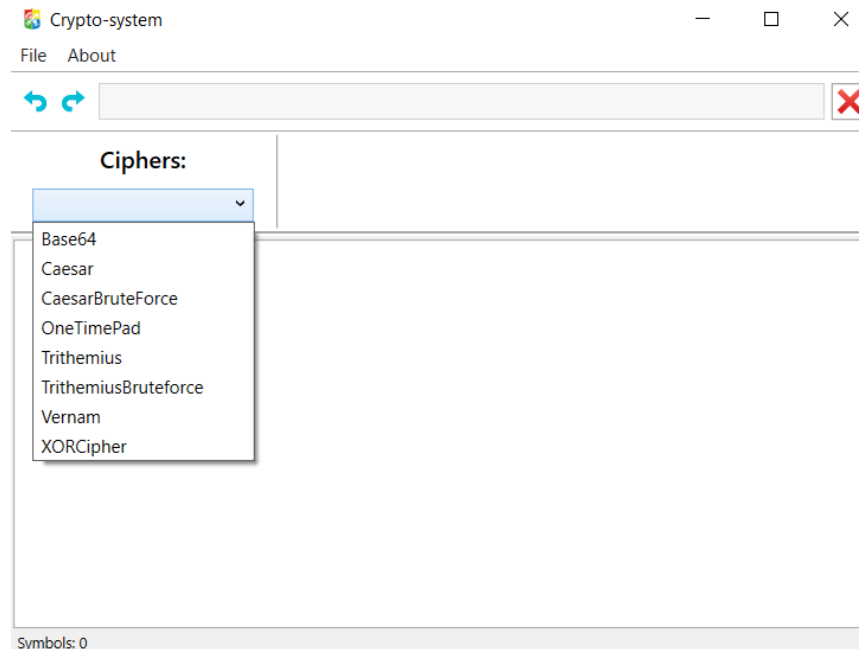 Crypto-system
File About
Ciphers:
Base64
Caesar
CaesarBruteForce
OneTimePad
Trithemius
TrithemiusBruteforce
Vernam
XORCipher
Symbols: 0